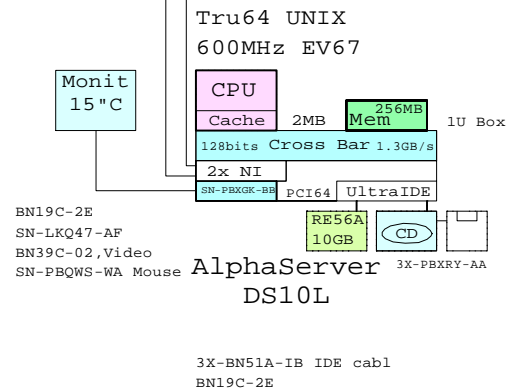 Tru64 UNIX
600MHz EV67
Monit
15"C
CPU
Cache
2MB
256MB
Mem
1U Box
128bits Cross Bar 1.3GB/s
2x NI
SN-PBXGK-BB
PCI64
UltraIDE
BN19C-2E
SN-LKQ47-AF
BN39C-02,Video
SN-PBQWS-WA Mouse
RE56A
10GB
CD
3X-PBXRY-AA
AlphaServer
DS10L
3X-BN51A-IB IDE cabl
BN19C-2E